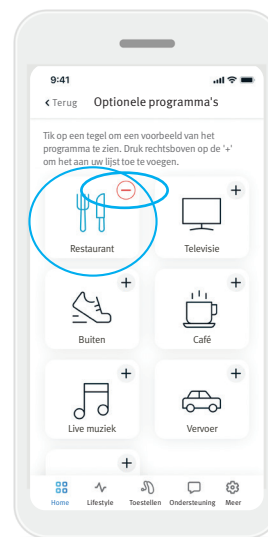 9:41
Terug Optionele programma's
Tik op een tegel om een voorbeeld van het
programma te zien. Druk rechtsboven op de '+'
om het aan uw lijst toe te voegen.
Restaurant Televisie
Buiten Café
Live muziek Vervoer
Home Lifestyle Toestellen Ondersteuning Meer